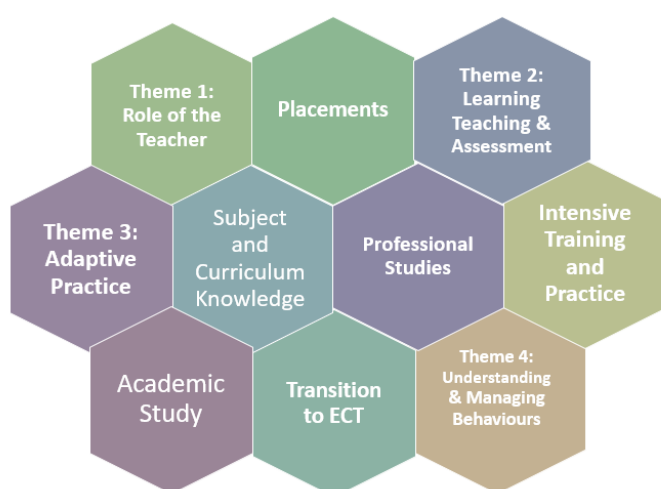 Theme 1:
Role of the
Teacher
Placements
Theme 2:
Learning
Teaching &
Assessment
Theme 3:
Adaptive
Practice
Subject
and
Curriculum
Knowledge
Professional
Studies
Intensive
Training
and
Practice
Academic
Study
Transition
to ECT
Theme 4:
Understanding
& Managing
Behaviours